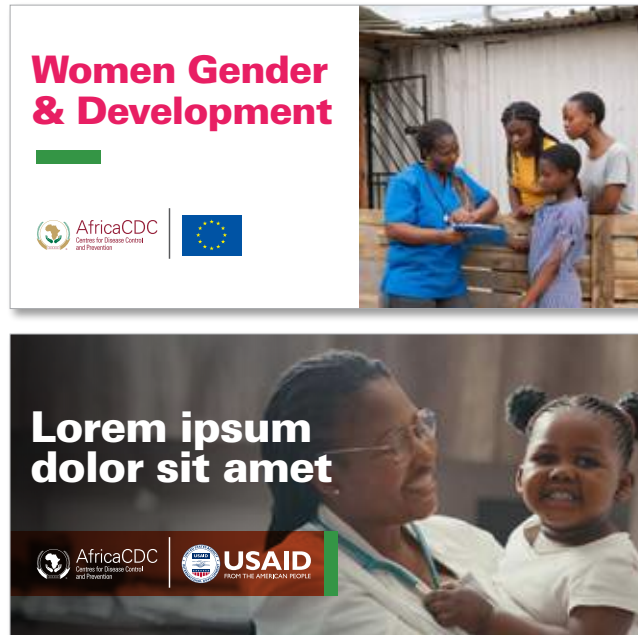 Women Gender
& Development
AfricaCDC
Centres for Disease Control
and Prevention
Lorem ipsum
dolor sit amet
AfricaCDC
Centres for Disease Control
and Prevention
USAID
USAID
FROM THE AMERICAN PEOPLE